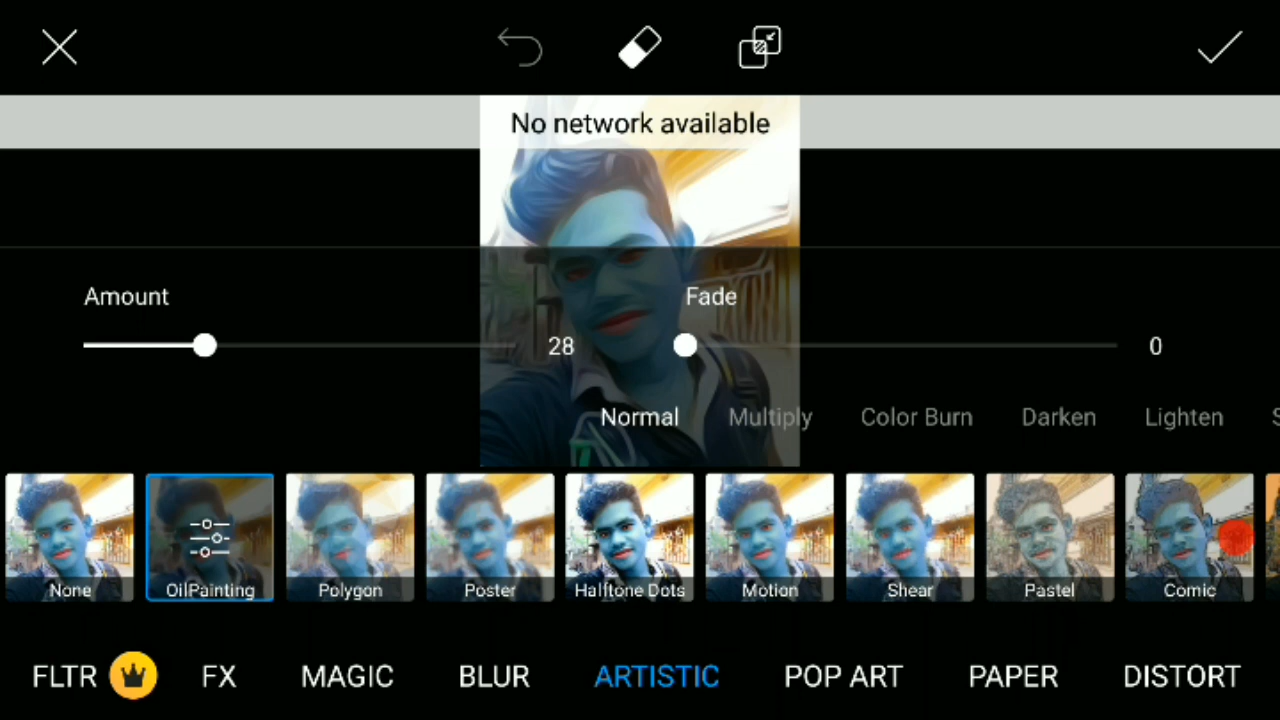 No network available
Amount
Fade
28
0
Normal Multiply Color Burn Darken Lighten S
None OilPainting Polygon Poster Halftone Dots Motion Shear Pastel Comic
FLTR FX MAGIC BLUR ARTISTIC POP ART PAPER DISTORT